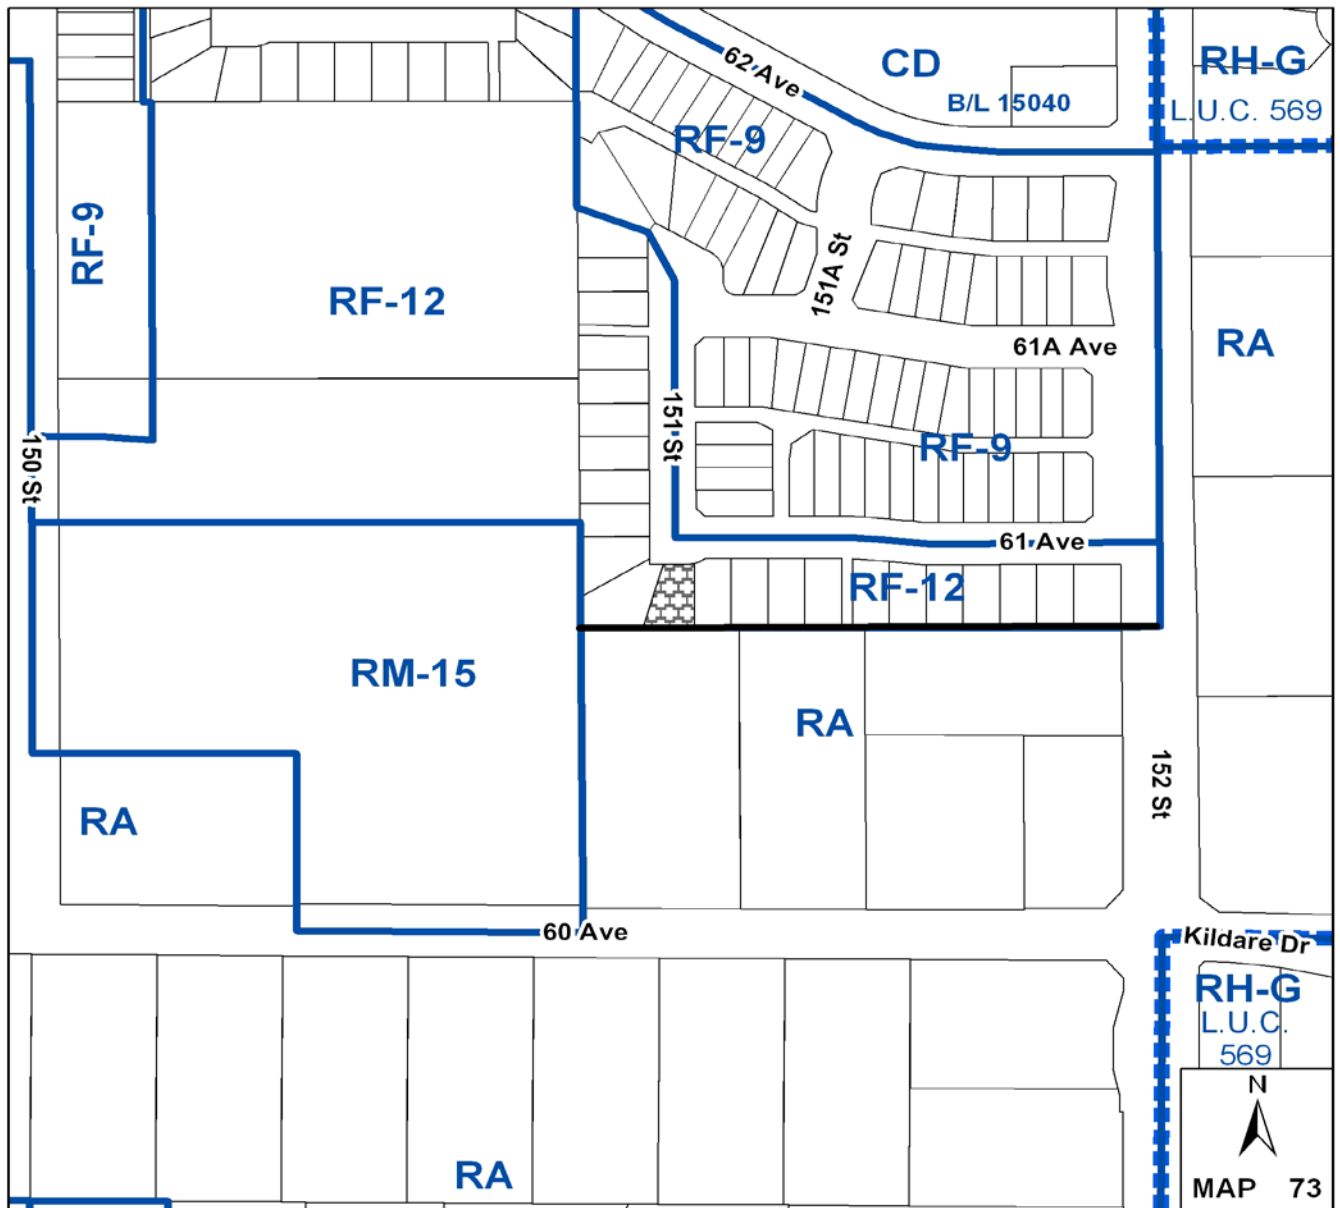 62 Ave
CD
B/L 15040
RH-G
L.U.C. 569
RF-9
RF-9
RF-12
151A St
61A Ave
RA
151 St
RF-9
150 St
61 Ave
RF-12
RM-15
RA
RA
152 St
60 Ave
Kildare Dr
RH-G
L.U.C.
569
N
RA
MAP 73